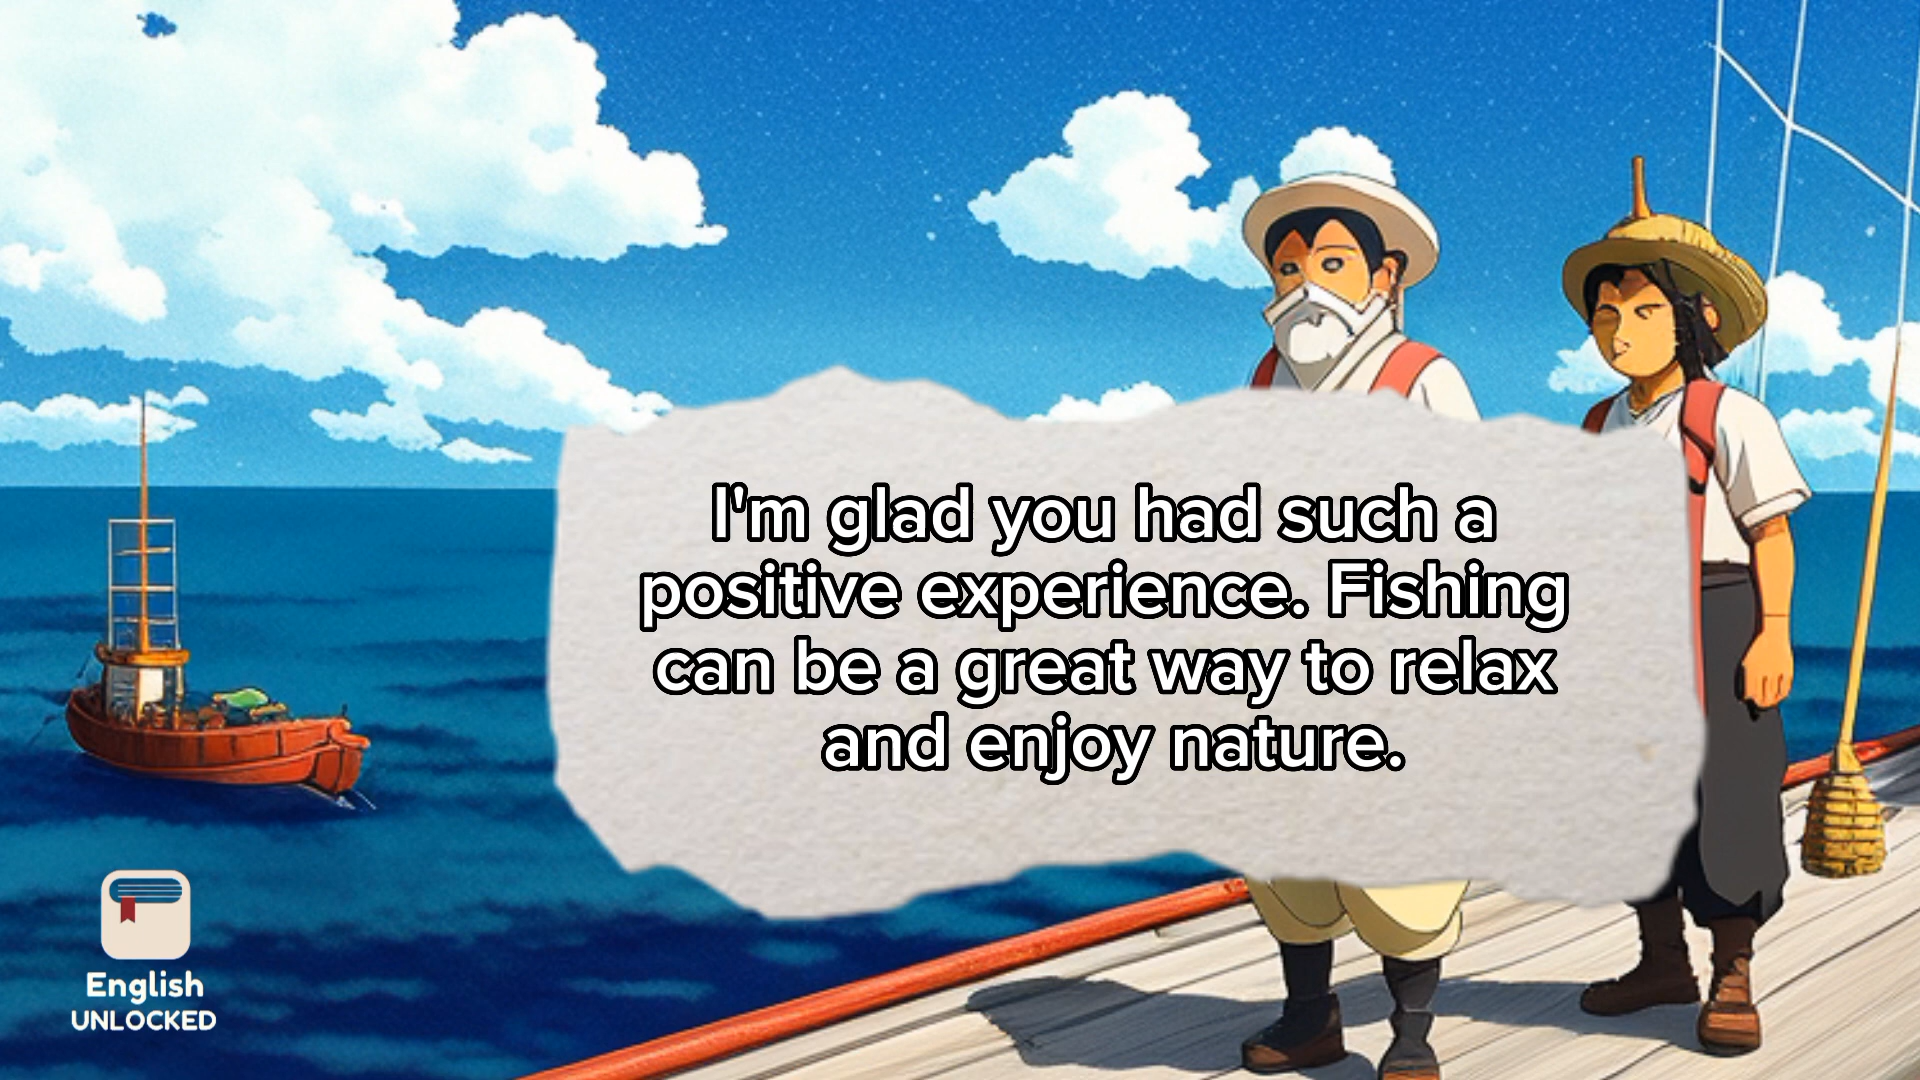 I'm glad you had such a
positive experience. Fishing
can be a great way to relax
and enjoy nature.
English
UNLOCKED